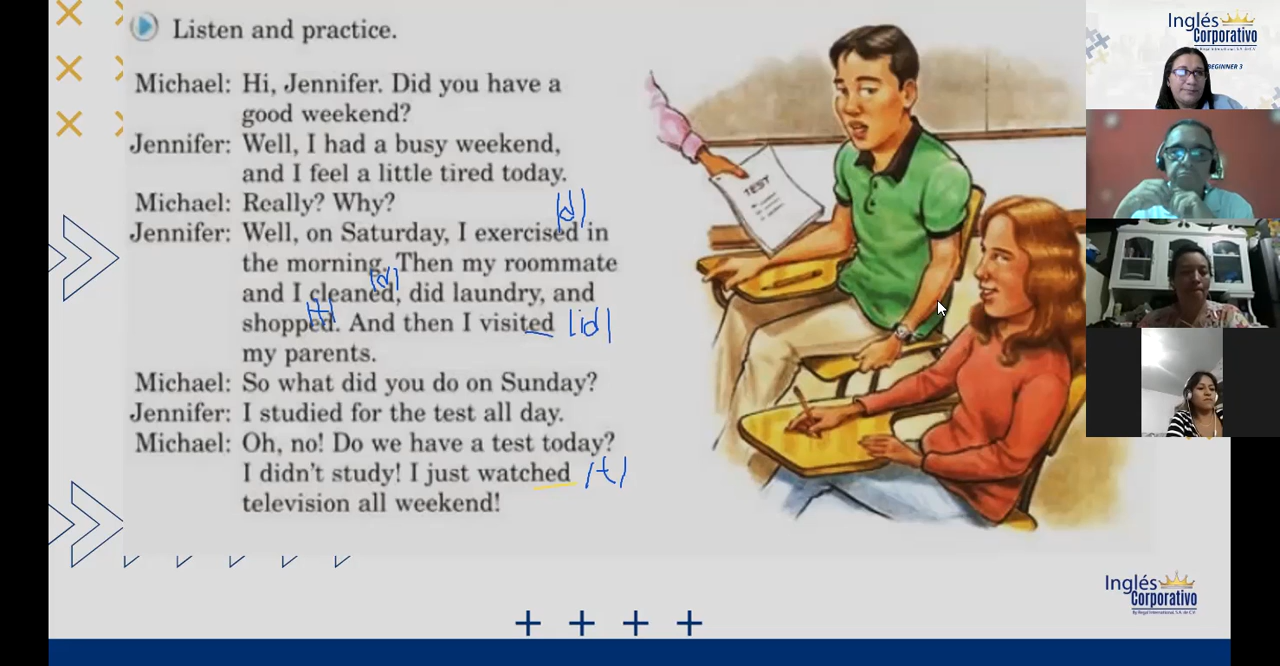 Listen and practice.
Michael: Hi, Jennifer. Did you have a
good weekend?
Jennifer: Well, I had a busy weekend,
and I feel a little tired today.
Michael: Really? Why?
/d/
Jennifer: Well, on Saturday, I exercised in
the morning. Then my roommate
/d/
and I cleaned, did laundry, and
/t/
shopped. And then I visited /id/
my parents.
Michael: So what did you do on Sunday?
Jennifer: I studied for the test all day.
Michael: Oh, no! Do we have a test today?
I didn't study! I just watched /t/
television all weekend!
TEST
Inglés
Corporativo
BEGINNER 3
Inglés
Corporativo
By Regal International, S.A. de C.V.